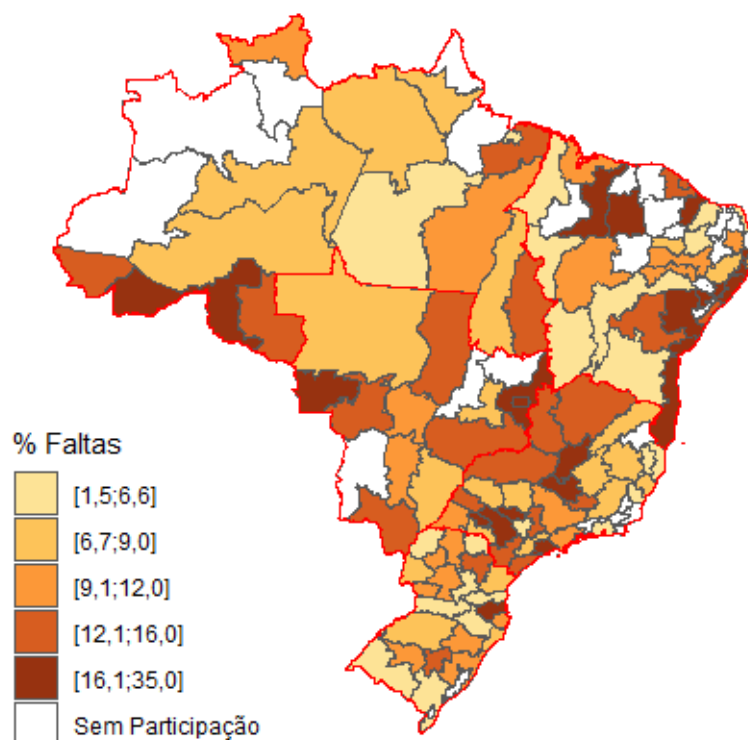 % Faltas
[1,5;6,6]
[6,7;9,0]
[9,1;12,0]
[12,1;16,0]
[16,1;35,0]
Sem Participação